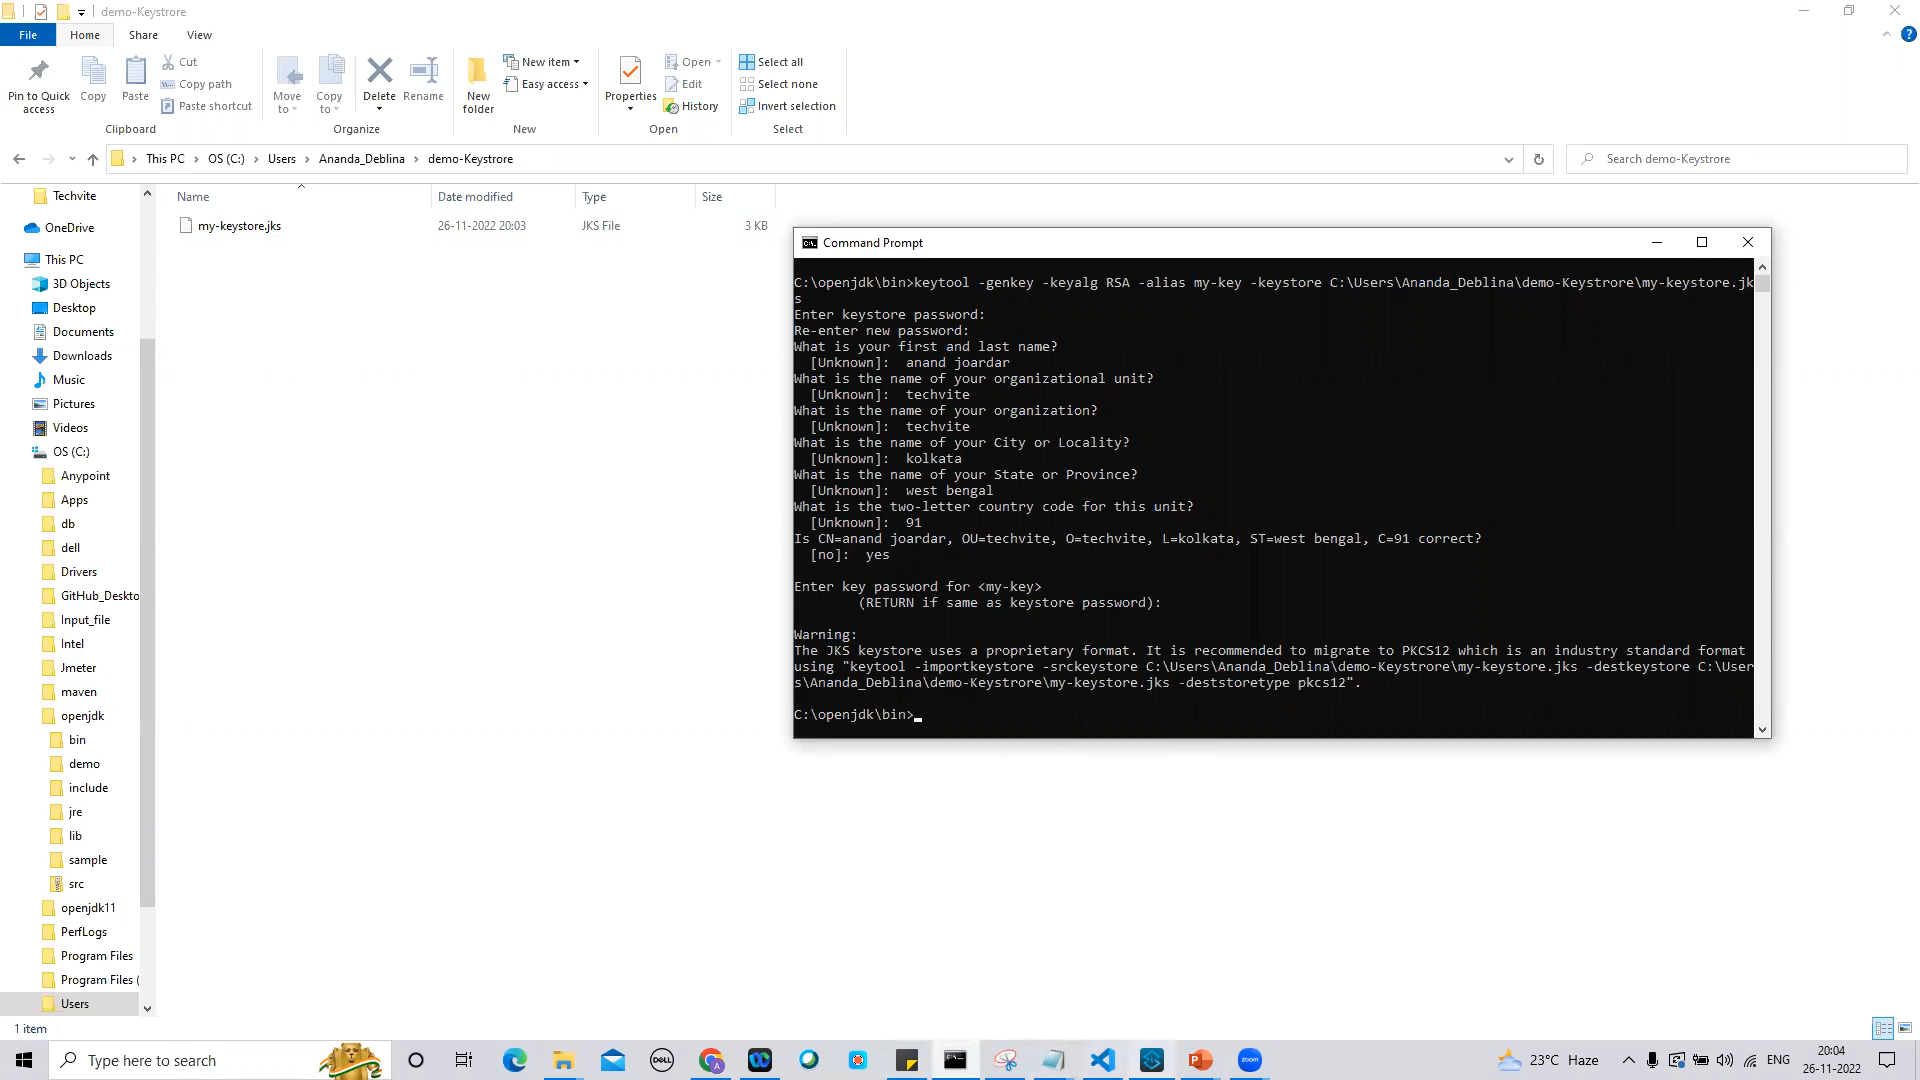 demo-Keystrore
File
Home
Share
View
Pin to Quick
access
Copy
Paste
Cut
Copy path
Paste shortcut
Clipboard
Move
to
Copy
to
Delete
Rename
Organize
New
folder
New item
Easy access
New
Properties
Open
Edit
History
Open
Select all
Select none
Invert selection
Select
This PC
OS (C:)
Users
Ananda_Deblina
demo-Keystrore
Search demo-Keystrore
Techvite
OneDrive
This PC
3D Objects
Desktop
Documents
Downloads
Music
Pictures
Videos
OS (C:)
Anypoint
Apps
db
dell
Drivers
GitHub_Deskto
Input_file
Intel
Jmeter
maven
openjdk
bin
demo
include
jre
lib
sample
src
openjdk11
PerfLogs
Program Files
Program Files (
Users
Name
Date modified
Type
Size
my-keystore.jks
26-11-2022 20:03
JKS File
3 KB
Command Prompt
C:\openjdk\bin>keytool -genkey -keyalg RSA -alias my-key -keystore C:\Users\Ananda_Deblina\demo-Keystrore\my-keystore.jk
s
Enter keystore password:
Re-enter new password:
What is your first and last name?
[Unknown]:  anand joardar
What is the name of your organizational unit?
[Unknown]:  techvite
What is the name of your organization?
[Unknown]:  techvite
What is the name of your City or Locality?
[Unknown]:  kolkata
What is the name of your State or Province?
[Unknown]:  west bengal
What is the two-letter country code for this unit?
[Unknown]:  91
Is CN=anand joardar, OU=techvite, O=techvite, L=kolkata, ST=west bengal, C=91 correct?
[no]:  yes
Enter key password for <my-key>
(RETURN if same as keystore password):
Warning:
The JKS keystore uses a proprietary format. It is recommended to migrate to PKCS12 which is an industry standard format
using "keytool -importkeystore -srckeystore C:\Users\Ananda_Deblina\demo-Keystrore\my-keystore.jks -destkeystore C:\User
s\Ananda_Deblina\demo-Keystrore\my-keystore.jks -deststoretype pkcs12".
C:\openjdk\bin>
1 item
Type here to search
DELL
zoom
23°C Haze
ENG
20:04
26-11-2022